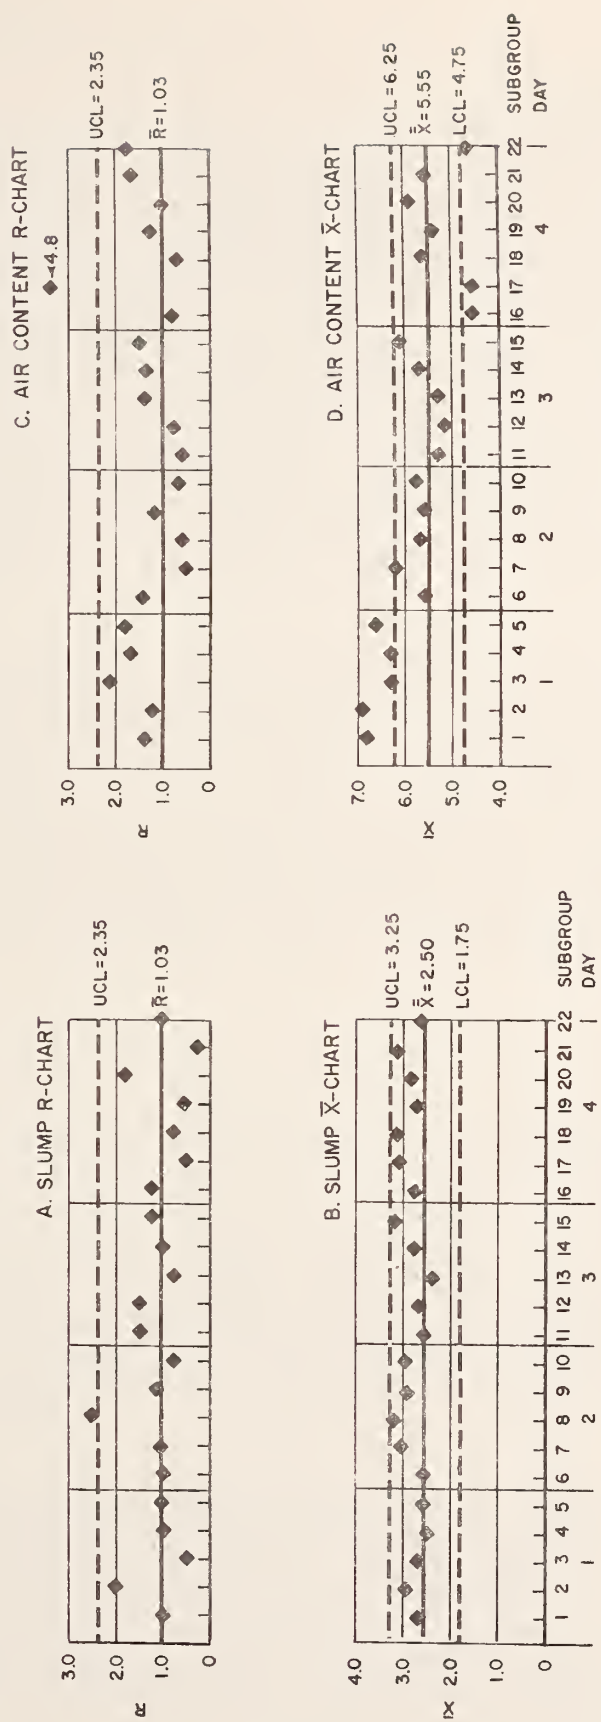 A. SLUMP R-CHART
3.0
UCL=2.35
2.0
R
1.0
R̄=1.03
0
B. SLUMP X̄-CHART
4.0
UCL=3.25
3.0
X̄
X̿=2.50
2.0
LCL=1.75
1.0
0
1 2 3 4 5 6 7 8 9 10 11 12 13 14 15 16 17 18 19 20 21 22 SUBGROUP
1 2 3 4 DAY
C. AIR CONTENT R-CHART
4.8
3.0
UCL=2.35
2.0
R
1.0
R̄=1.03
0
D. AIR CONTENT X̄-CHART
7.0
UCL=6.25
6.0
X̄
X̿=5.55
5.0
LCL=4.75
4.0
1 2 3 4 5 6 7 8 9 10 11 12 13 14 15 16 17 18 19 20 21 22 SUBGROUP
1 2 3 4 DAY